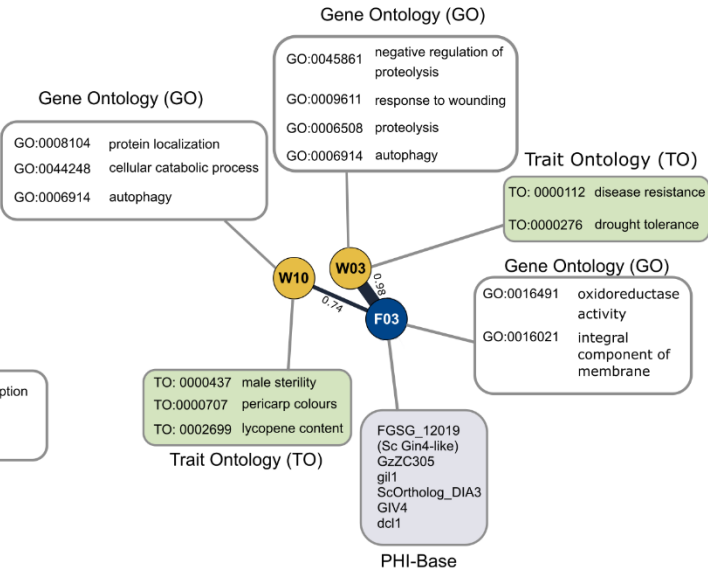 Gene Ontology (GO)
GO:0045861 negative regulation of
proteolysis
GO:0009611 response to wounding
GO:0006508 proteolysis
GO:0006914 autophagy
Gene Ontology (GO)
GO:0008104 protein localization
GO:0044248 cellular catabolic process
GO:0006914 autophagy
Trait Ontology (TO)
TO: 0000112 disease resistance
TO:0000276 drought tolerance
W10
W03
F03
0.74
0.98
Gene Ontology (GO)
GO:0016491 oxidoreductase
activity
GO:0016021 integral
component of
membrane
TO: 0000437 male sterility
TO:0000707 pericarp colours
TO: 0002699 lycopene content
Trait Ontology (TO)
ption
FGSG_12019
(Sc Gin4-like)
GzZC305
gil1
ScOrtholog_DIA3
GIV4
dcl1
PHI-Base